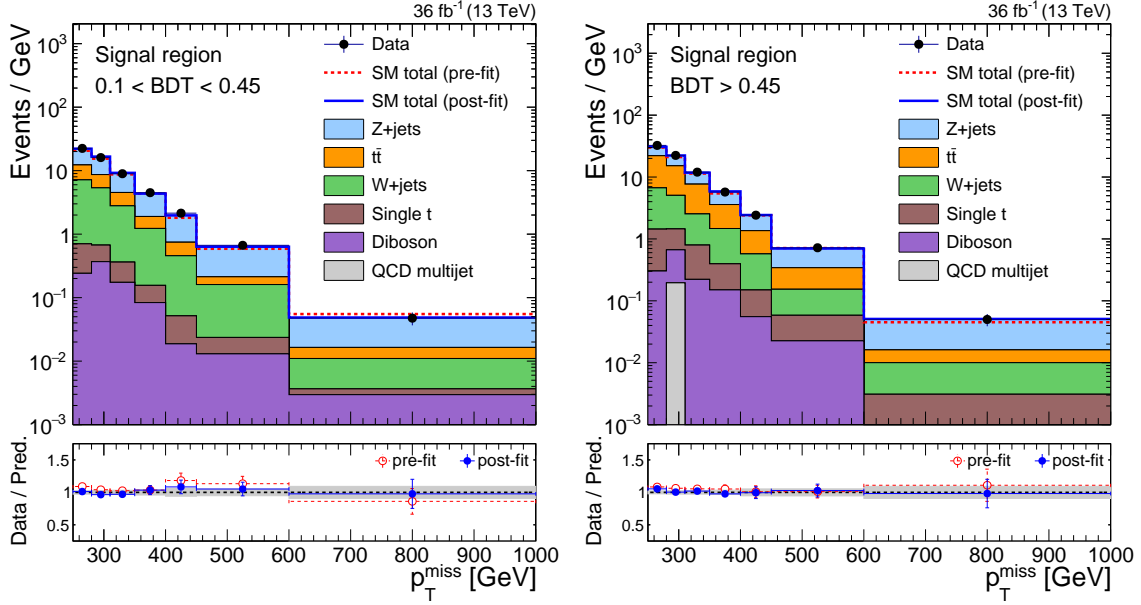 36 fb⁻¹ (13 TeV)
Events / GeV
10³
10²
10
1
10⁻¹
10⁻²
10⁻³
Signal region
0.1 < BDT < 0.45
Data
SM total (pre-fit)
SM total (post-fit)
Z+jets
tt̄
W+jets
Single t
Diboson
QCD multijet
Data / Pred.
1.5
1.0
0.5
pre-fit
post-fit
300 400 500 600 700 800 900 1000
p_T^miss [GeV]
36 fb⁻¹ (13 TeV)
Events / GeV
10³
10²
10
1
10⁻¹
10⁻²
10⁻³
Signal region
BDT > 0.45
Data
SM total (pre-fit)
SM total (post-fit)
Z+jets
tt̄
W+jets
Single t
Diboson
QCD multijet
Data / Pred.
1.5
1.0
0.5
pre-fit
post-fit
300 400 500 600 700 800 900 1000
p_T^miss [GeV]